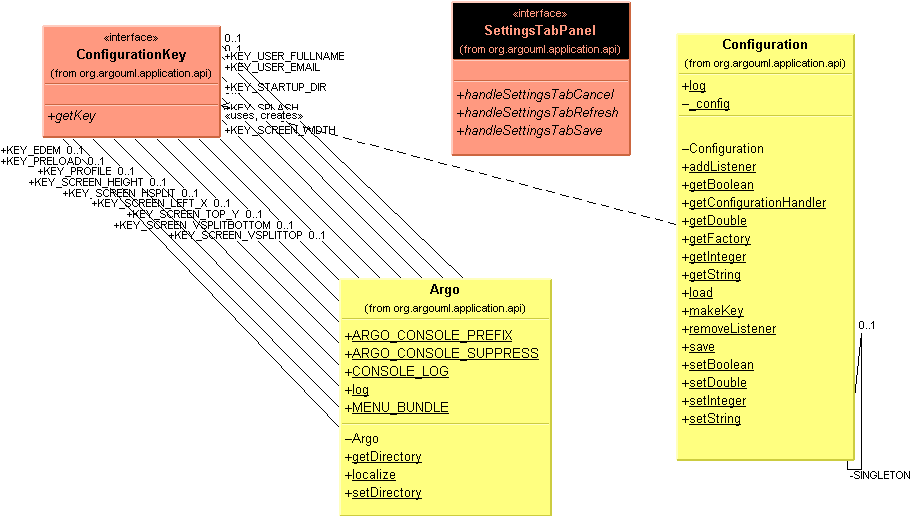 «interface»
ConfigurationKey
(from org.argouml.application.api)
+getKey
0..1
0..1
+KEY_USER_FULLNAME
+KEY_USER_EMAIL
+KEY_STARTUP_DIR
+KEY_SPLASH
«uses, creates»
+KEY_SCREEN_WIDTH
«interface»
SettingsTabPanel
(from org.argouml.application.api)
+handleSettingsTabCancel
+handleSettingsTabRefresh
+handleSettingsTabSave
Configuration
(from org.argouml.application.api)
+log
–_config
–Configuration
+addListener
+getBoolean
+getConfigurationHandler
+getDouble
+getFactory
+getInteger
+getString
+load
+makeKey
+removeListener
+save
+setBoolean
+setDouble
+setInteger
+setString
0..1
-SINGLETON
+KEY_EDEM 0..1
+KEY_PRELOAD 0..1
+KEY_PROFILE 0..1
+KEY_SCREEN_HEIGHT 0..1
+KEY_SCREEN_HSPLIT 0..1
+KEY_SCREEN_LEFT_X 0..1
+KEY_SCREEN_TOP_Y 0..1
+KEY_SCREEN_VSPLITBOTTOM 0..1
+KEY_SCREEN_VSPLITTOP 0..1
Argo
(from org.argouml.application.api)
+ARGO_CONSOLE_PREFIX
+ARGO_CONSOLE_SUPPRESS
+CONSOLE_LOG
+log
+MENU_BUNDLE
–Argo
+getDirectory
+localize
+setDirectory